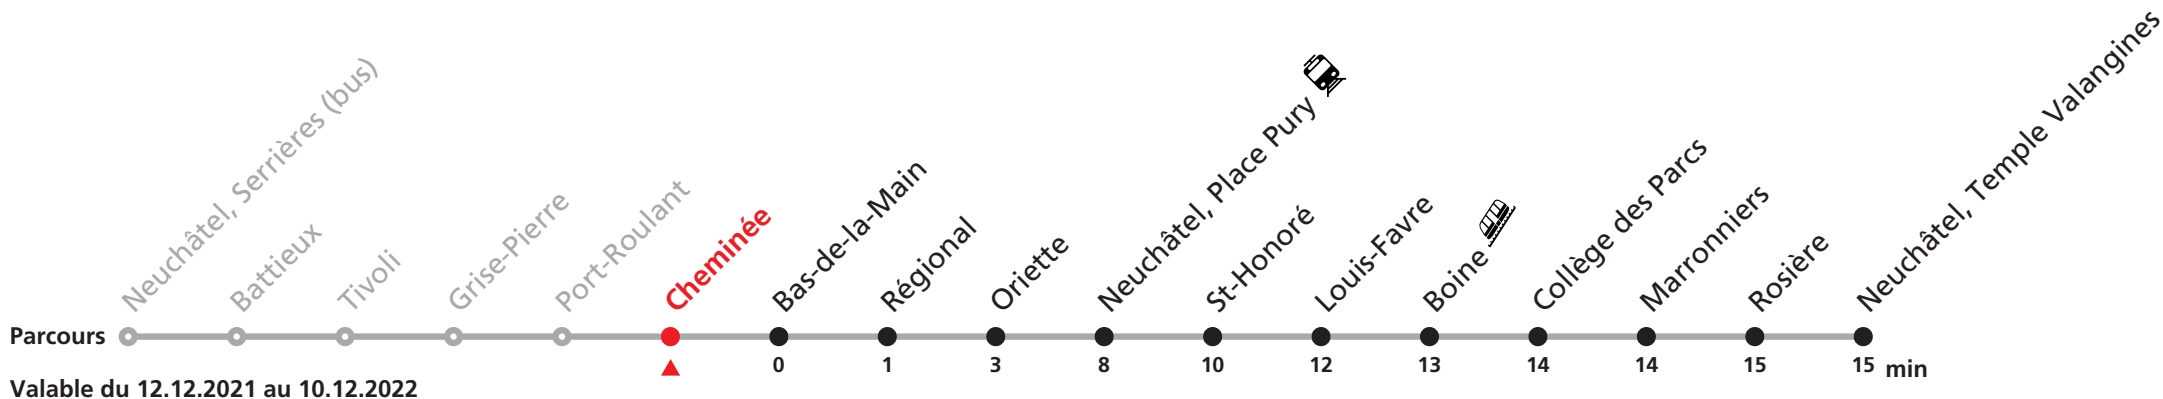 Neuchâtel, Serrières (bus)
Battieux
Tivoli
Grise-Pierre
Port-Roulant
Cheminée
Bas-de-la-Main
Régional
Oriette
Neuchâtel, Place Pury
St-Honoré
Louis-Favre
Boine
Collège des Parcs
Marronniers
Rosière
Neuchâtel, Temple Valangines
Parcours
0 1 3 8 10 12 13 14 14 15 15 min
Valable du 12.12.2021 au 10.12.2022